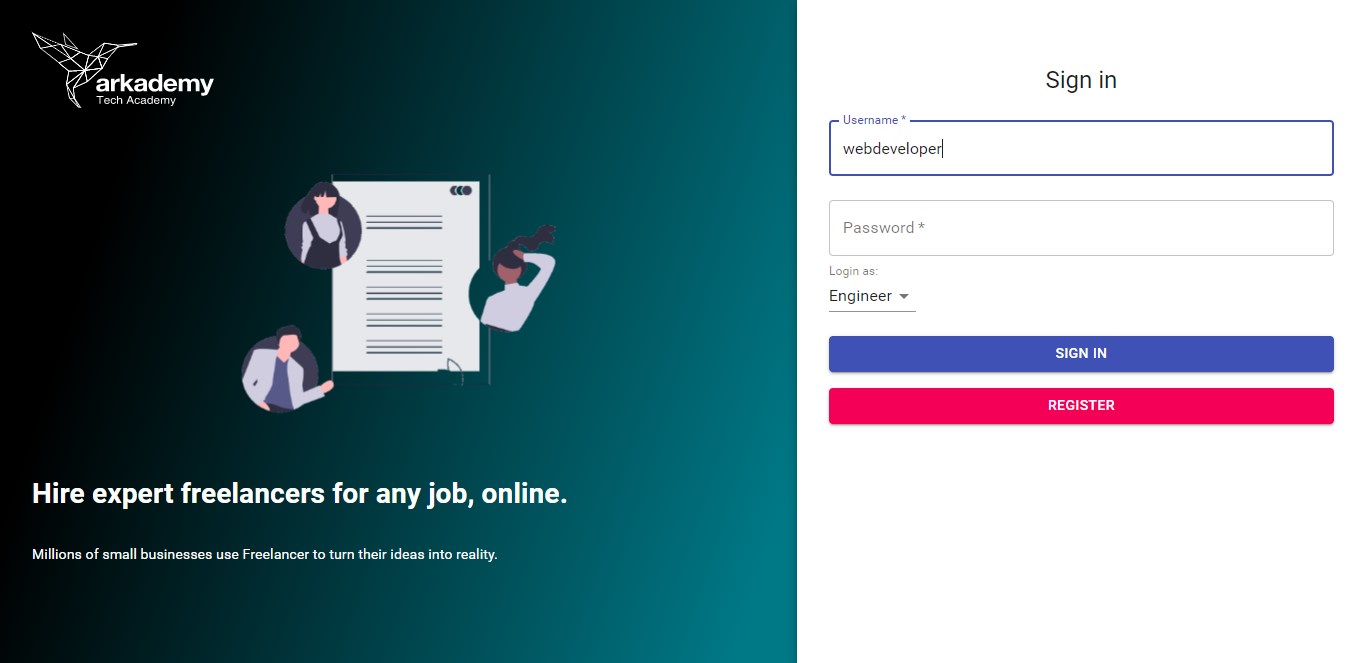 arkademy
Tech Academy
Hire expert freelancers for any job, online.
Millions of small businesses use Freelancer to turn their ideas into reality.
Sign in
Username *
webdeveloper
Password *
Login as:
Engineer
SIGN IN
REGISTER